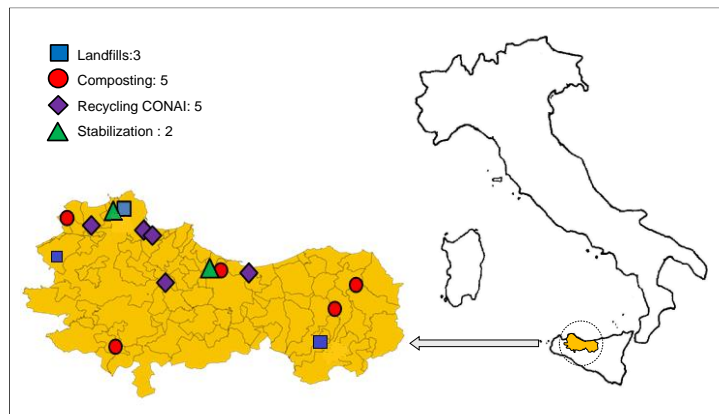 Landfills:3
Composting: 5
Recycling CONAI: 5
Stabilization : 2